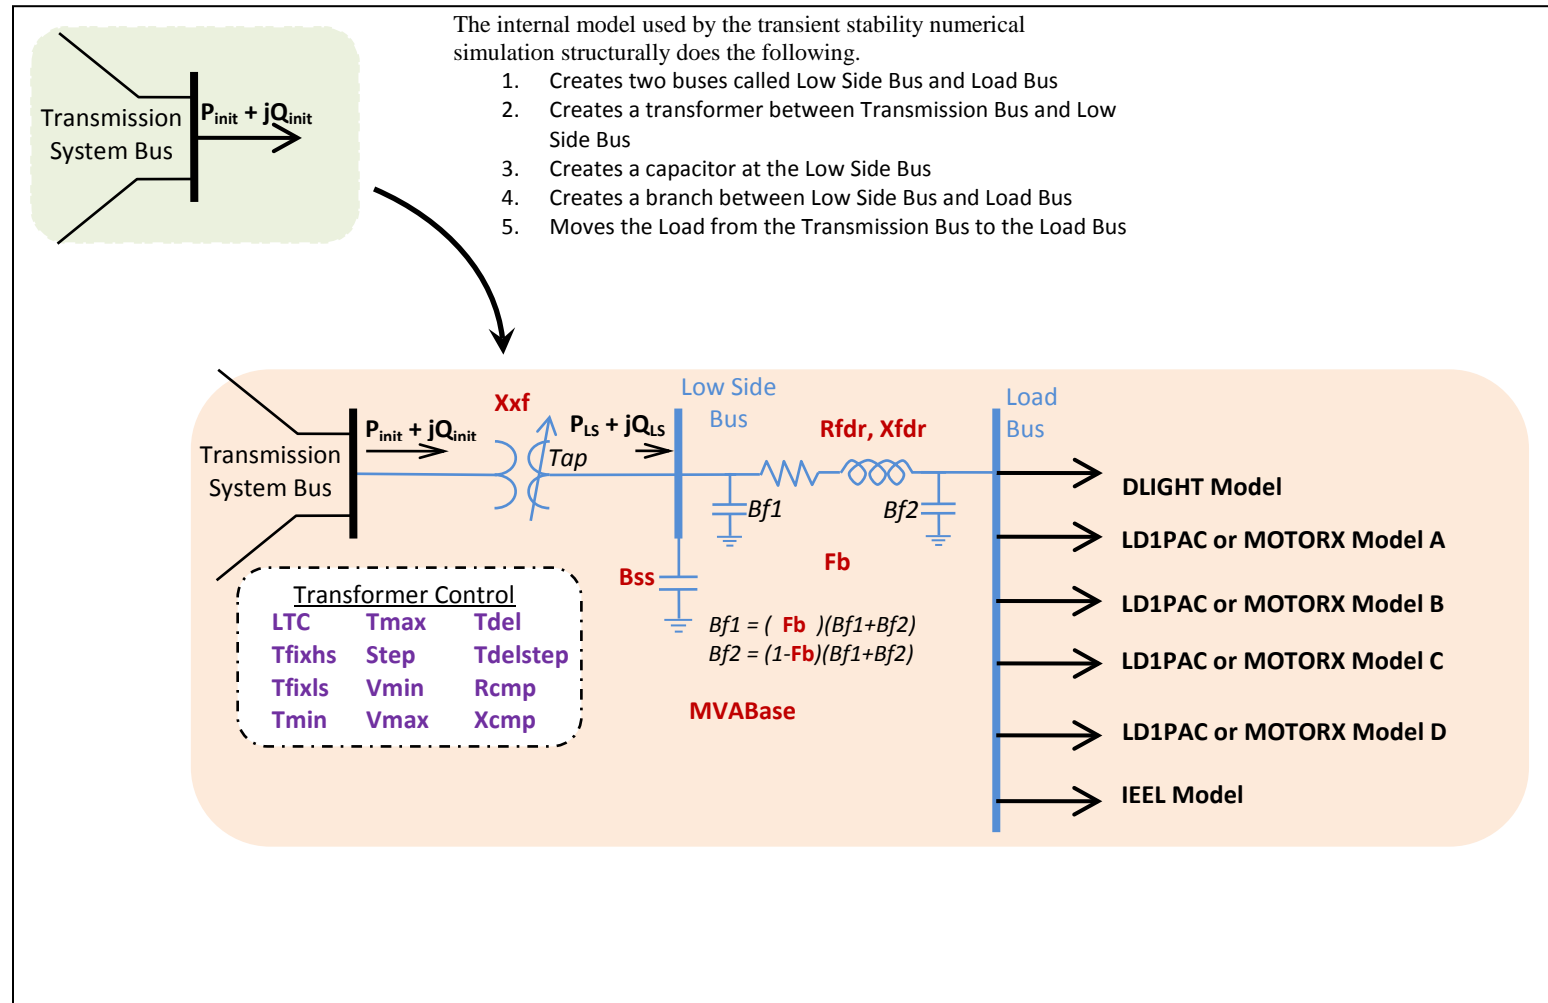 The internal model used by the transient stability numerical
simulation structurally does the following.
1. Creates two buses called Low Side Bus and Load Bus
2. Creates a transformer between Transmission Bus and Low
Side Bus
3. Creates a capacitor at the Low Side Bus
4. Creates a branch between Low Side Bus and Load Bus
5. Moves the Load from the Transmission Bus to the Load Bus
Transmission
System Bus
Pinit + jQinit
Transmission
System Bus
Pinit + jQinit
Xxf
Tap
PLS + jQLS
Low Side
Bus
Rfdr, Xfdr
Load
Bus
Bf1
Bf2
Fb
Bss
Bf1 = ( Fb )(Bf1+Bf2)
Bf2 = (1-Fb)(Bf1+Bf2)
MVABase
Transformer Control
LTC Tmax Tdel
Tfixhs Step Tdelstep
Tfixls Vmin Rcmp
Tmin Vmax Xcmp
DLIGHT Model
LD1PAC or MOTORX Model A
LD1PAC or MOTORX Model B
LD1PAC or MOTORX Model C
LD1PAC or MOTORX Model D
IEEL Model